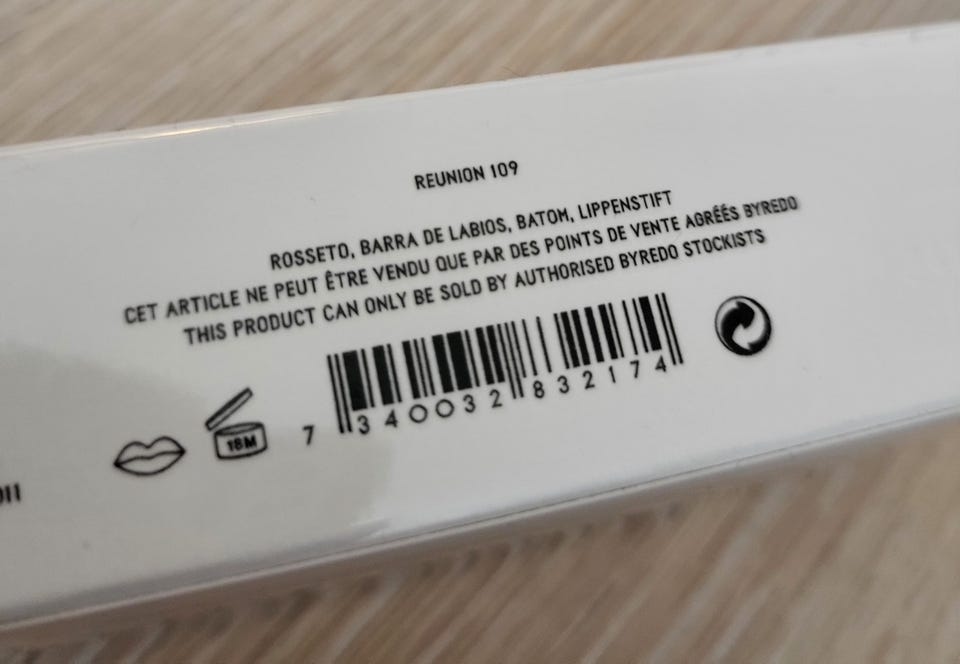 REUNION 109
ROSSETO, BARRA DE LABIOS, BATOM, LIPPENSTIFT
CET ARTICLE NE PEUT ÊTRE VENDU QUE PAR DES POINTS DE VENTE AGRÉÉS BYREDO
THIS PRODUCT CAN ONLY BE SOLD BY AUTHORISED BYREDO STOCKISTS
18M
7 340032 832174